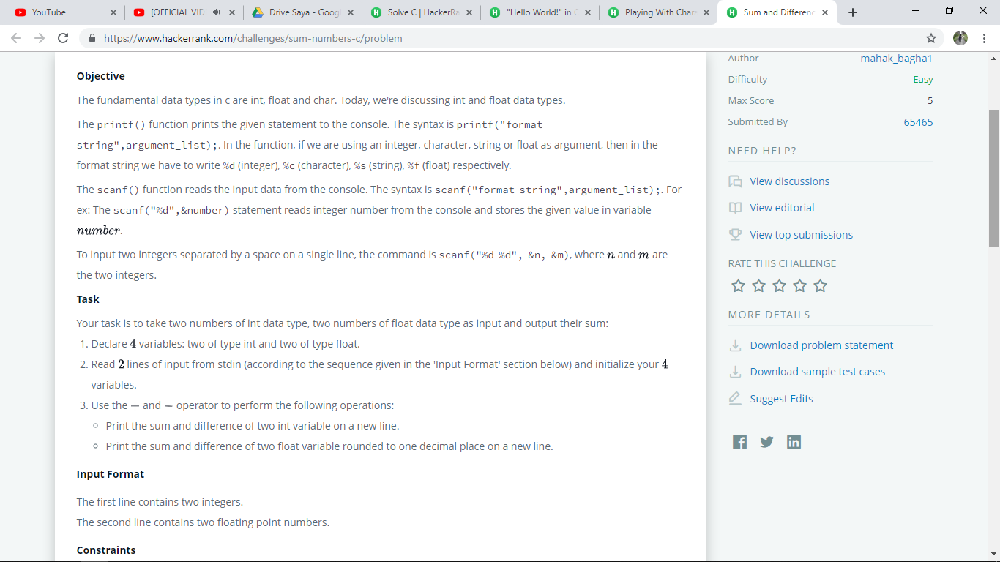 YouTube
[OFFICIAL VID
Drive Saya - Goog
Solve C | HackerRa
"Hello World!" in C
Playing With Chara
Sum and Differenc
https://www.hackerrank.com/challenges/sum-numbers-c/problem
Objective
The fundamental data types in c are int, float and char. Today, we're discussing int and float data types.
The printf() function prints the given statement to the console. The syntax is printf("format
string",argument_list);. In the function, if we are using an integer, character, string or float as argument, then in the
format string we have to write %d (integer), %c (character), %s (string), %f (float) respectively.
The scanf() function reads the input data from the console. The syntax is scanf("format string",argument_list);. For
ex: The scanf("%d",&number) statement reads integer number from the console and stores the given value in variable
number.
To input two integers separated by a space on a single line, the command is scanf("%d %d", &n, &m), where n and m are
the two integers.
Task
Your task is to take two numbers of int data type, two numbers of float data type as input and output their sum:
1. Declare 4 variables: two of type int and two of type float.
2. Read 2 lines of input from stdin (according to the sequence given in the 'Input Format' section below) and initialize your 4
variables.
3. Use the + and − operator to perform the following operations:
Print the sum and difference of two int variable on a new line.
Print the sum and difference of two float variable rounded to one decimal place on a new line.
Input Format
The first line contains two integers.
The second line contains two floating point numbers.
Constraints
Author mahak_bagha1
Difficulty Easy
Max Score 5
Submitted By 65465
NEED HELP?
View discussions
View editorial
View top submissions
RATE THIS CHALLENGE
MORE DETAILS
Download problem statement
Download sample test cases
Suggest Edits